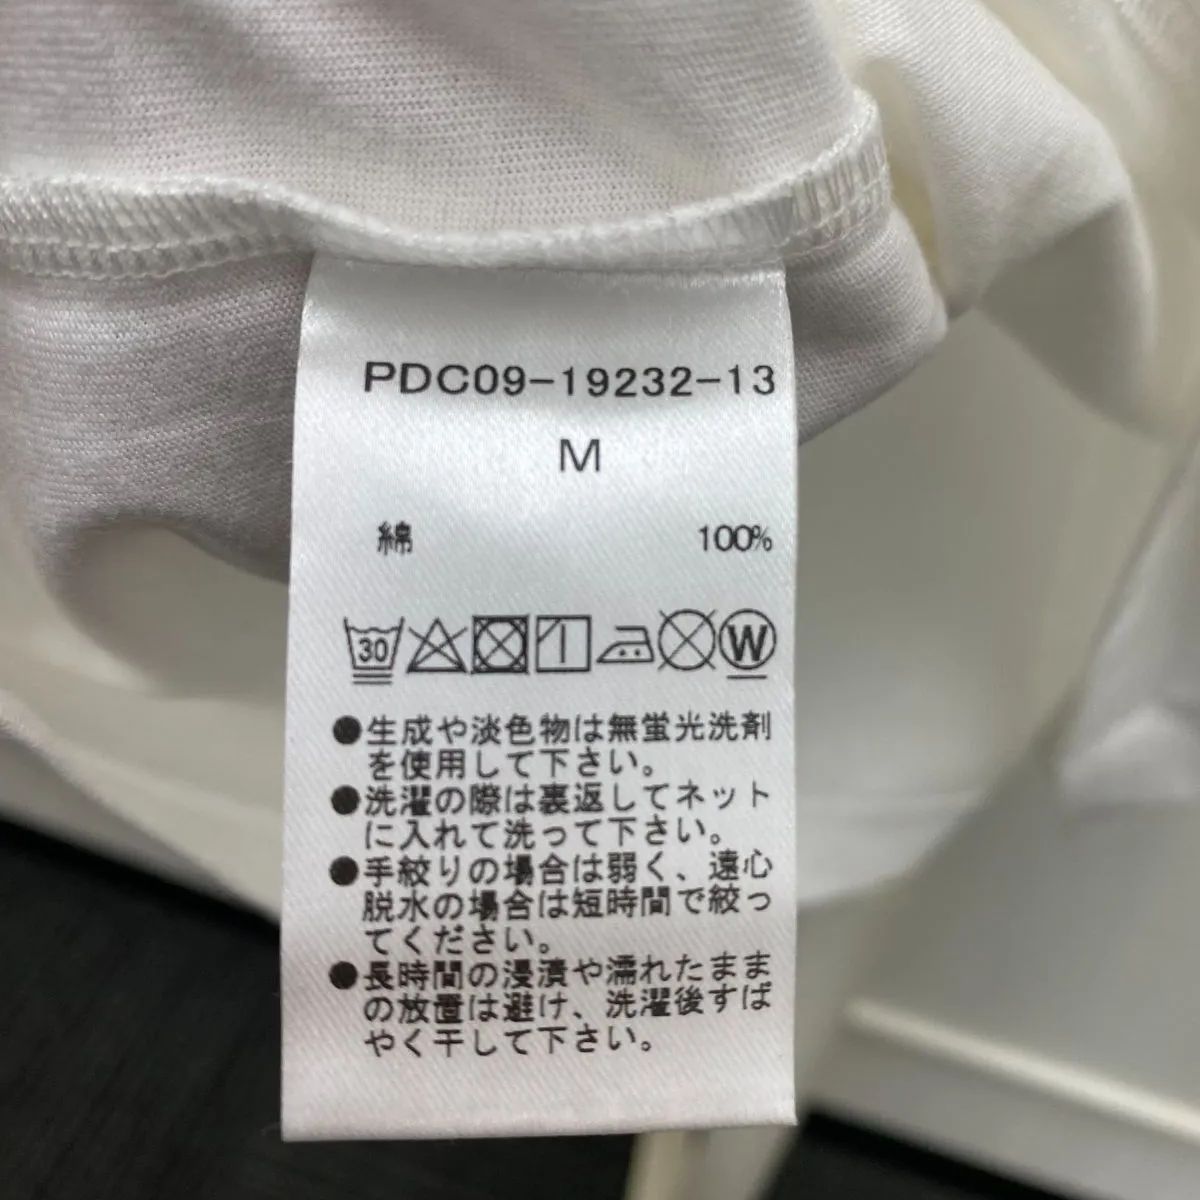 PDC09-19232-13
M
綿 100%
30 W
●生成や淡色物は無蛍光洗剤
を使用して下さい。
●洗濯の際は裏返してネット
に入れて洗って下さい。
●手絞りの場合は弱く、遠心
脱水の場合は短時間で絞っ
てください。
●長時間の浸漬や濡れたまま
の放置は避け、洗濯後すば
やく干して下さい。